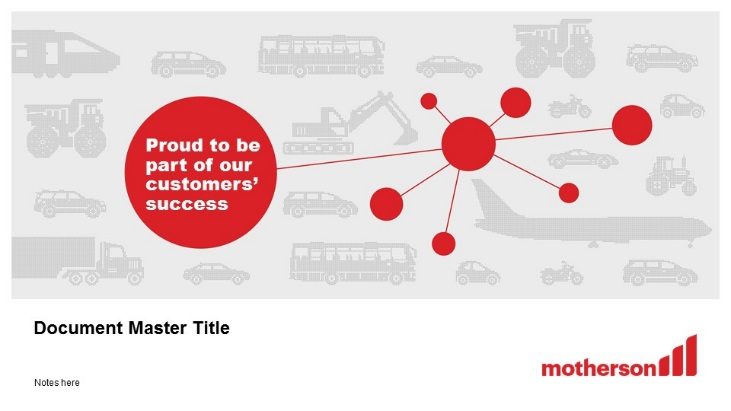 Proud to be
part of our
customers’
success
Document Master Title
motherson
Notes here